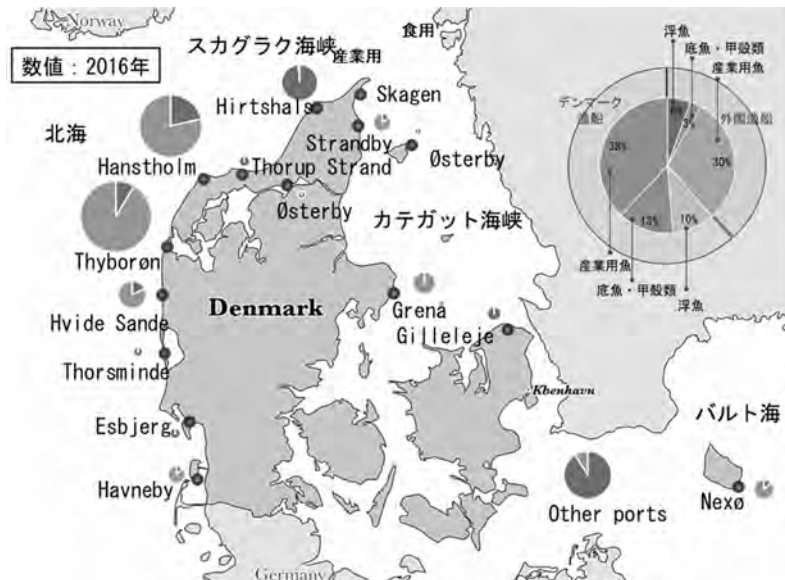 Norway
スカグラク海峡
食用
産業用
数値：2016年
北海
Hirtshals
Skagen
Strandby
Østerby
Hanstholm
Thorup Strand
Østerby
カテガット海峡
Thyborøn
Denmark
Grenå
Hvide Sande
Gilleleje
Thorsminde
Kbenhavn
Esbjerg
バルト海
Havneby
Other ports
Nexø
Germany
浮魚
底魚・甲殻類
産業用魚
デンマーク
漁船
外国漁船
38%
3%
30%
13%
10%
産業用魚
底魚・甲殻類
浮魚